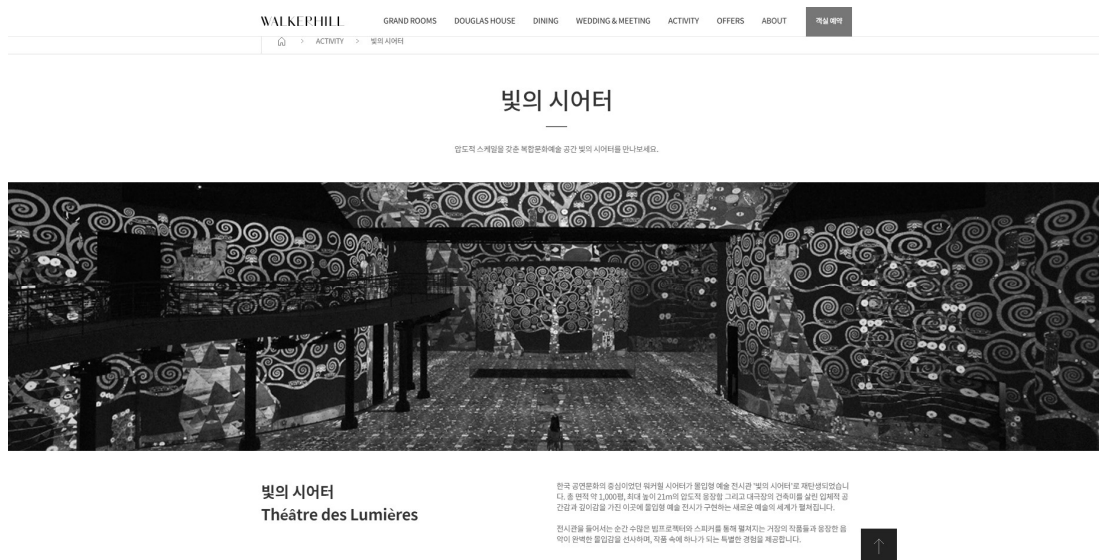 WALKERHILL GRAND ROOMS DOUGLAS HOUSE DINING WEDDING & MEETING ACTIVITY OFFERS ABOUT 객실 예약
> ACTIVITY > 빛의 시어터
빛의 시어터
압도적 스케일을 갖춘 복합문화예술 공간 빛의 시어터를 만나보세요.
빛의 시어터
Théâtre des Lumières
한국 공연문화의 중심이었던 워커힐 시어터가 몰입형 예술 전시관 "빛의 시어터"로 재탄생되었습니
다. 총 면적 약 1,000평, 최대 높이 21m의 압도적 웅장함 그리고 대극장의 건축미를 살린 입체적 공
간감과 깊이감을 가진 이곳에 몰입형 예술 전시가 구현하는 새로운 예술의 세계가 펼쳐집니다.
전시관을 들어서는 순간 수많은 빔프로젝터와 스피커를 통해 펼쳐지는 거장의 작품들과 웅장한 음
악이 완벽한 몰입감을 선사하며, 작품 속에 하나가 되는 특별한 경험을 제공합니다.